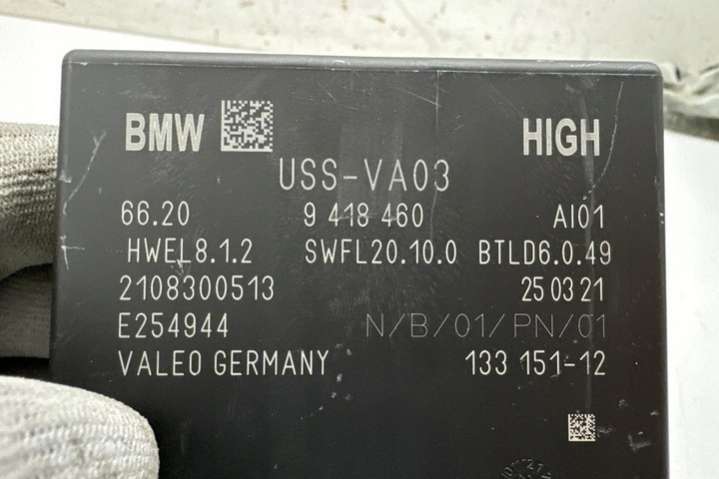 BMW HIGH
USS-VA03
66.20 9 418 460 AI01
HWEL8.1.2 SWFL20.10.0 BTLD6.0.49
2108300513 25 03 21
E254944 N/B/01/PN/01
VALEO GERMANY 133 151-12